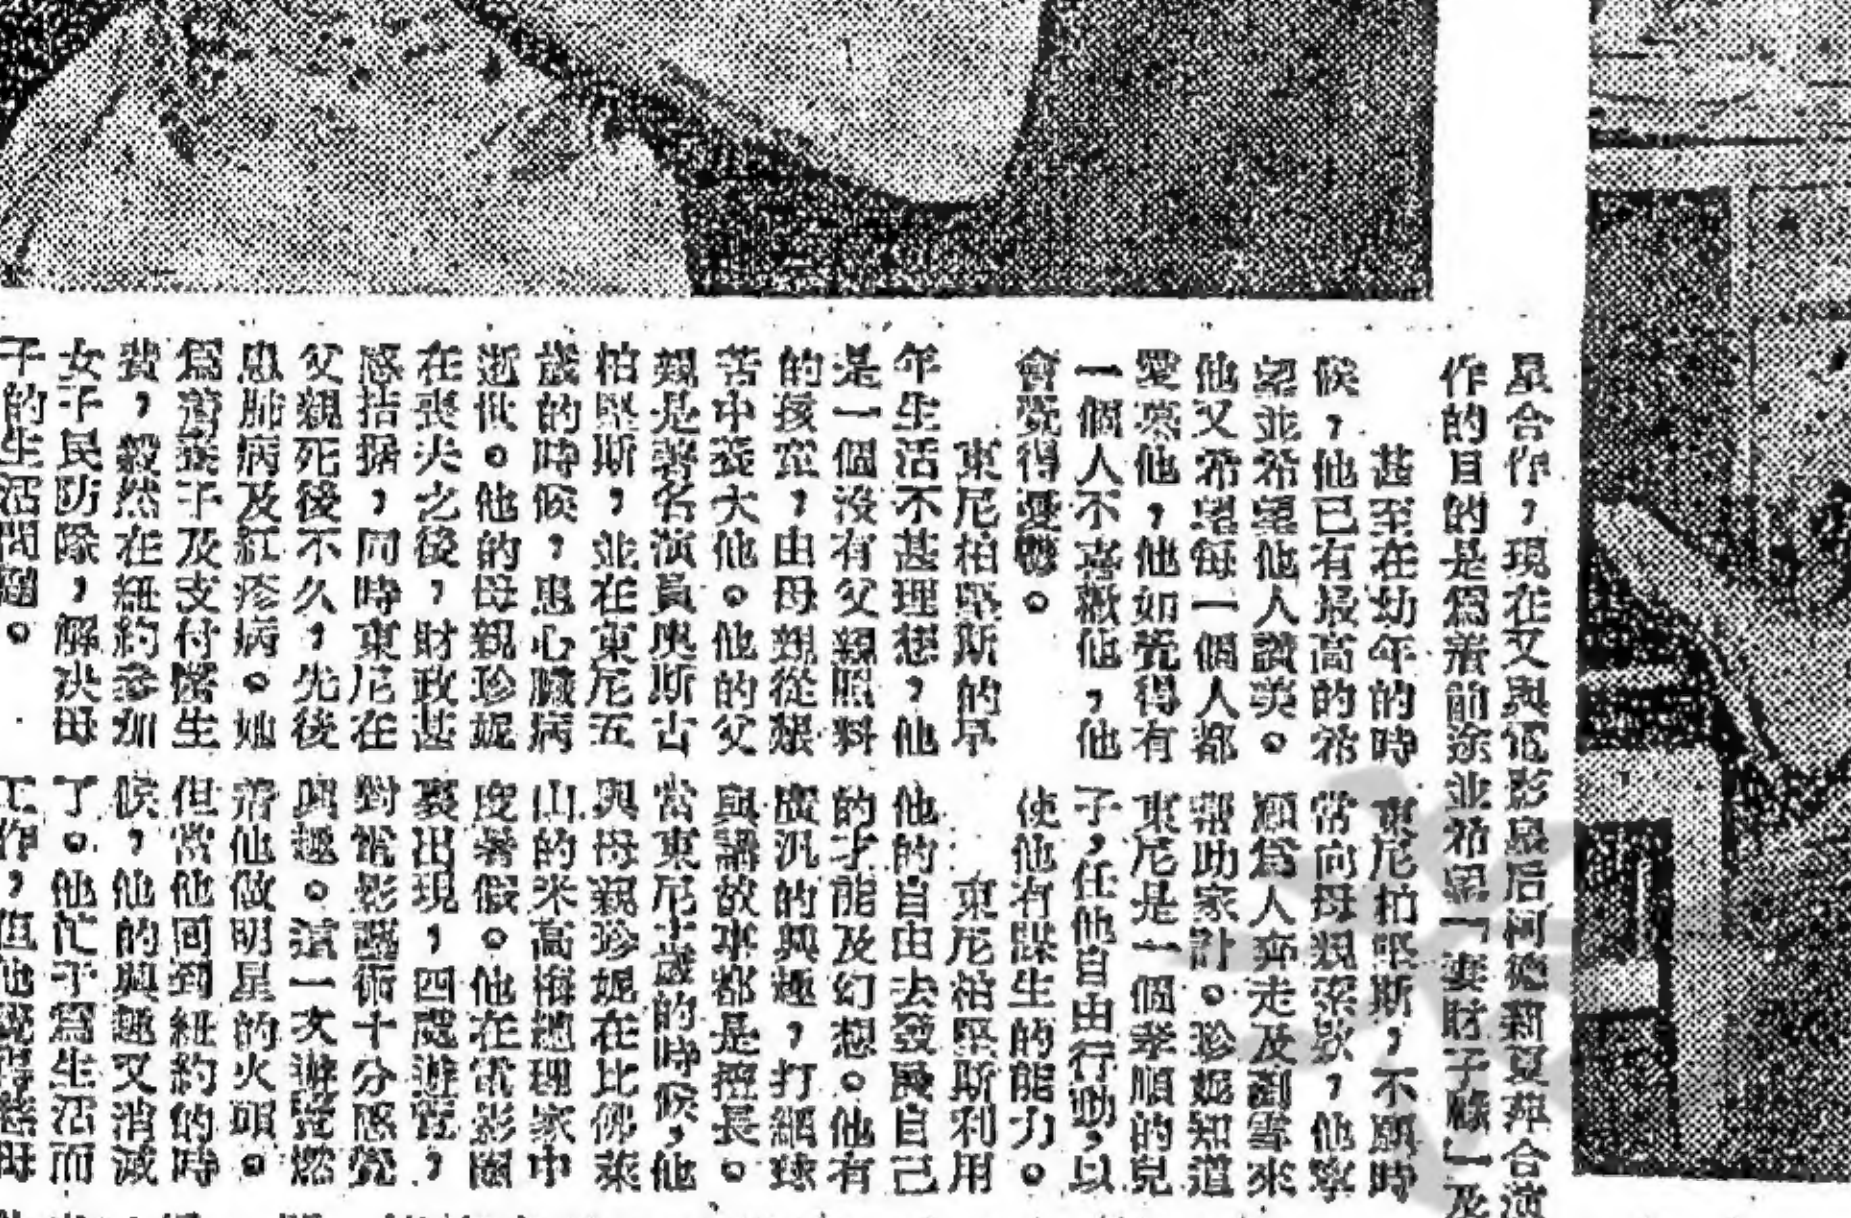 星合作，現在又與電影最后柯德莉夏萍合演
作的目的是爲着前途並希望「妻財子祿」及
甚至在幼年的時
候，他已有最高的希
望並希望他人讚美。
他又希望每一個人都
愛慕他，他如覺得有
一個人不喜歡他，他
會覺得憂鬱。
東尼柏堅斯的早
年生活不甚理想，他
是一個沒有父親照料
的孩童，由母親從艱
苦中養大他。他的父
親是著名演員奧斯古
柏堅斯，並在東尼五
歲的時候，患心臟病
逝世。他的母親珍妮
在喪夫之後，財政甚
感拮据，同時東尼在
父親死後不久，先後
患肺病及紅疹病。她
爲着養子及支付醫生
費，毅然在紐約參加
女子民防隊，解決母
子的生活問題。
東尼柏堅斯，不願時
常向母親索欵，他寧
願爲人奔走及剷雪來
帮助家計。珍妮知道
東尼是一個孝順的兒
子，任他自由行動，以
使他有謀生的能力。
東尼柏堅斯利用
他的自由去發展自己
的才能及幻想。他有
廣汎的興趣，打網球
與講故事都是擅長。
當東尼十歲的時候，他
與母親珍妮在比佛萊
山的米高梅總理家中
度暑假。他在電影圈
裏出現，四處遊覽，
對電影藝術十分感覺
興趣。這一次遊覽燃
着他做明星的火頭。
但當他回到紐約的時
候，他的興趣又消滅
了。他忙于爲生活而
工作，但他覺得慈母